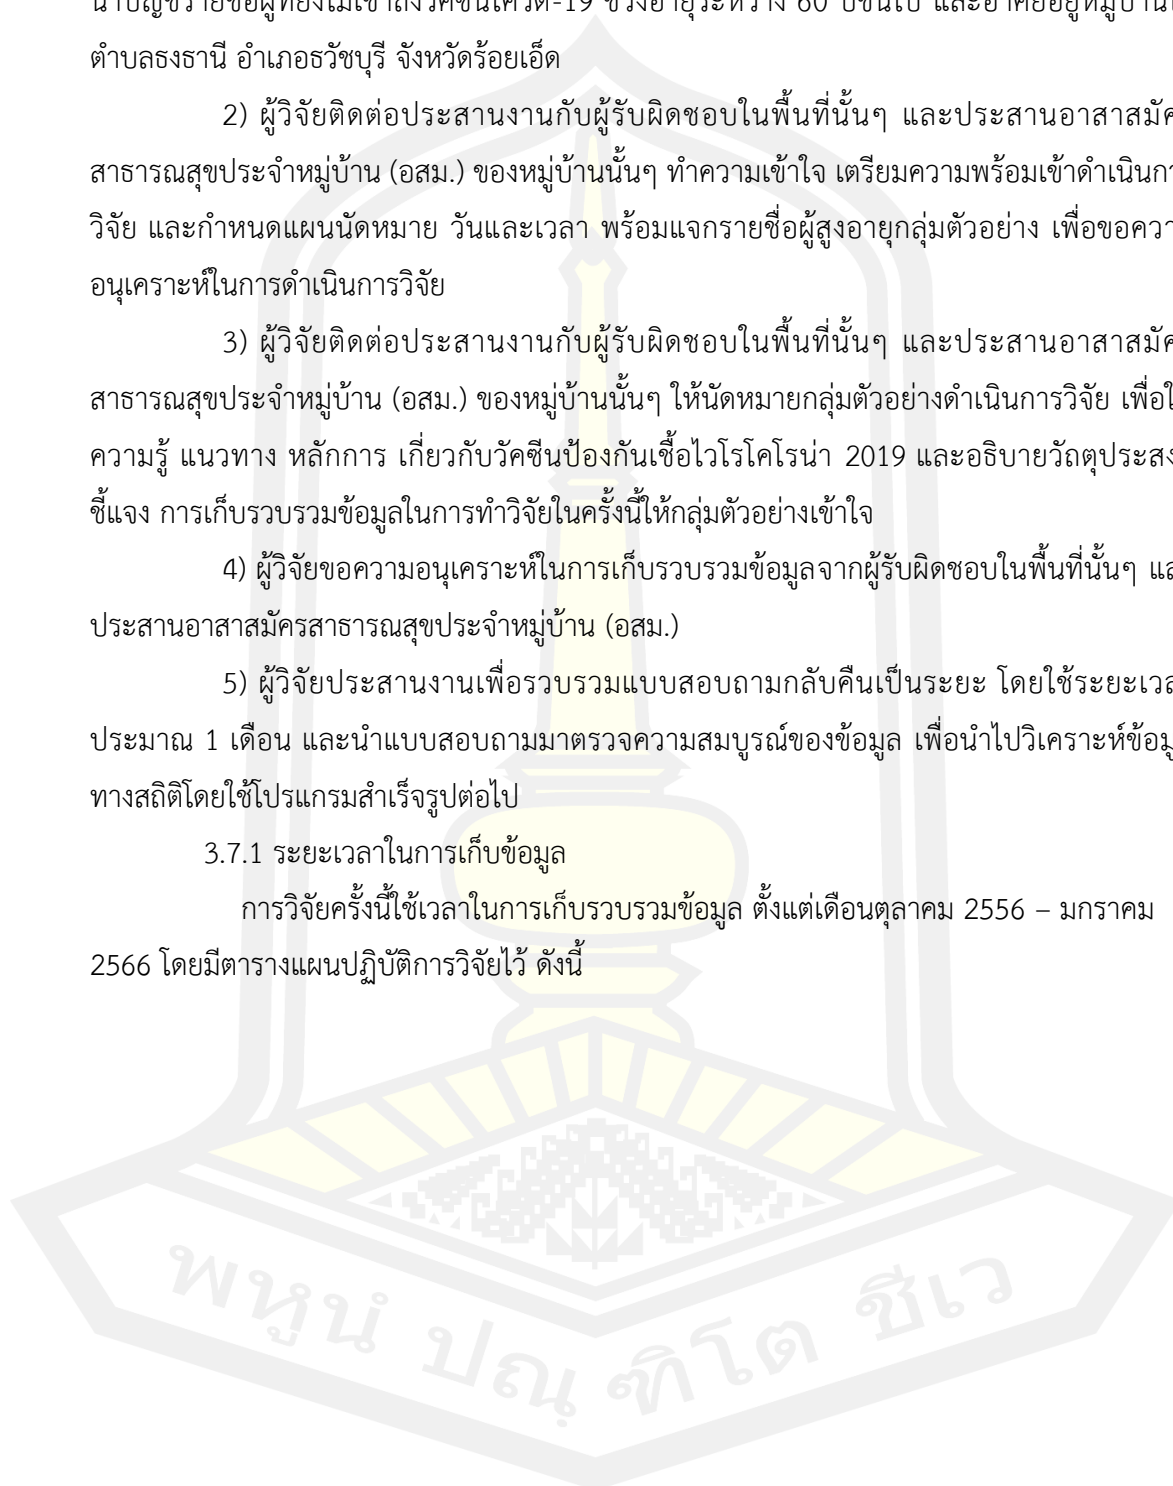 ตำบลธงธานี อำเภอธวัชบุรี จังหวัดร้อยเอ็ด
2) ผู้วิจัยติดต่อประสานงานกับผู้รับผิดชอบในพื้นที่นั้นๆ และประสานอาสาสมัค
สาธารณสุขประจำหมู่บ้าน (อสม.) ของหมู่บ้านนั้นๆ ทำความเข้าใจ เตรียมความพร้อมเข้าดำเนินกา
วิจัย และกำหนดแผนนัดหมาย วันและเวลา พร้อมแจกรายชื่อผู้สูงอายุกลุ่มตัวอย่าง เพื่อขอควา
อนุเคราะห์ในการดำเนินการวิจัย
3) ผู้วิจัยติดต่อประสานงานกับผู้รับผิดชอบในพื้นที่นั้นๆ และประสานอาสาสมัค
สาธารณสุขประจำหมู่บ้าน (อสม.) ของหมู่บ้านนั้นๆ ให้นัดหมายกลุ่มตัวอย่างดำเนินการวิจัย เพื่อใ
ความรู้ แนวทาง หลักการ เกี่ยวกับวัคซีนป้องกันเชื้อไวโรโคโรน่า 2019 และอธิบายวัถตุประสง
ชี้แจง การเก็บรวบรวมข้อมูลในการทำวิจัยในครั้งนี้ให้กลุ่มตัวอย่างเข้าใจ
4) ผู้วิจัยขอความอนุเคราะห์ในการเก็บรวบรวมข้อมูลจากผู้รับผิดชอบในพื้นที่นั้นๆ แล
ประสานอาสาสมัครสาธารณสุขประจำหมู่บ้าน (อสม.)
5) ผู้วิจัยประสานงานเพื่อรวบรวมแบบสอบถามกลับคืนเป็นระยะ โดยใช้ระยะเวล
ประมาณ 1 เดือน และนำแบบสอบถามมาตรวจความสมบูรณ์ของข้อมูล เพื่อนำไปวิเคราะห์ข้อมู
ทางสถิติโดยใช้โปรแกรมสำเร็จรูปต่อไป
3.7.1 ระยะเวลาในการเก็บข้อมูล
การวิจัยครั้งนี้ใช้เวลาในการเก็บรวบรวมข้อมูล ตั้งแต่เดือนตุลาคม 2556 – มกราคม
2566 โดยมีตารางแผนปฏิบัติการวิจัยไว้ ดังนี้
พหูนํ ปณฺฑิโต ชีเว